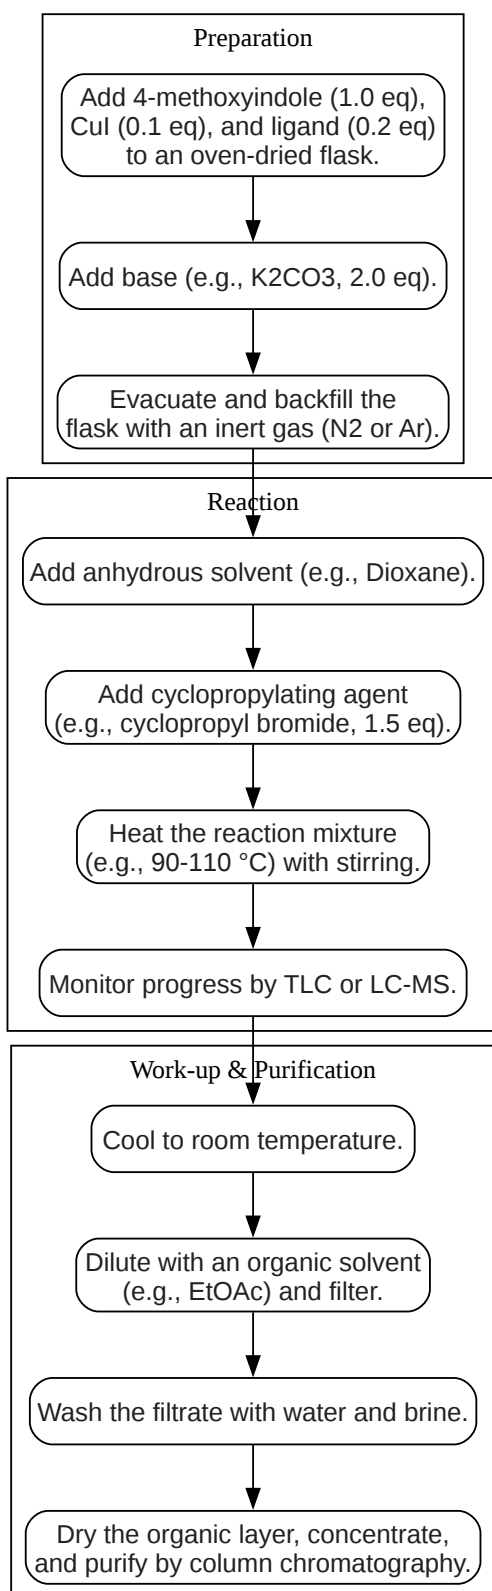 Preparation
Add 4-methoxyindole (1.0 eq),
CuI (0.1 eq), and ligand (0.2 eq)
to an oven-dried flask.
Add base (e.g., K2CO3, 2.0 eq).
Evacuate and backfill the
flask with an inert gas (N2 or Ar).
Reaction
Add anhydrous solvent (e.g., Dioxane).
Add cyclopropylating agent
(e.g., cyclopropyl bromide, 1.5 eq).
Heat the reaction mixture
(e.g., 90-110 °C) with stirring.
Monitor progress by TLC or LC-MS.
Work-up & Purification
Cool to room temperature.
Dilute with an organic solvent
(e.g., EtOAc) and filter.
Wash the filtrate with water and brine.
Dry the organic layer, concentrate,
and purify by column chromatography.